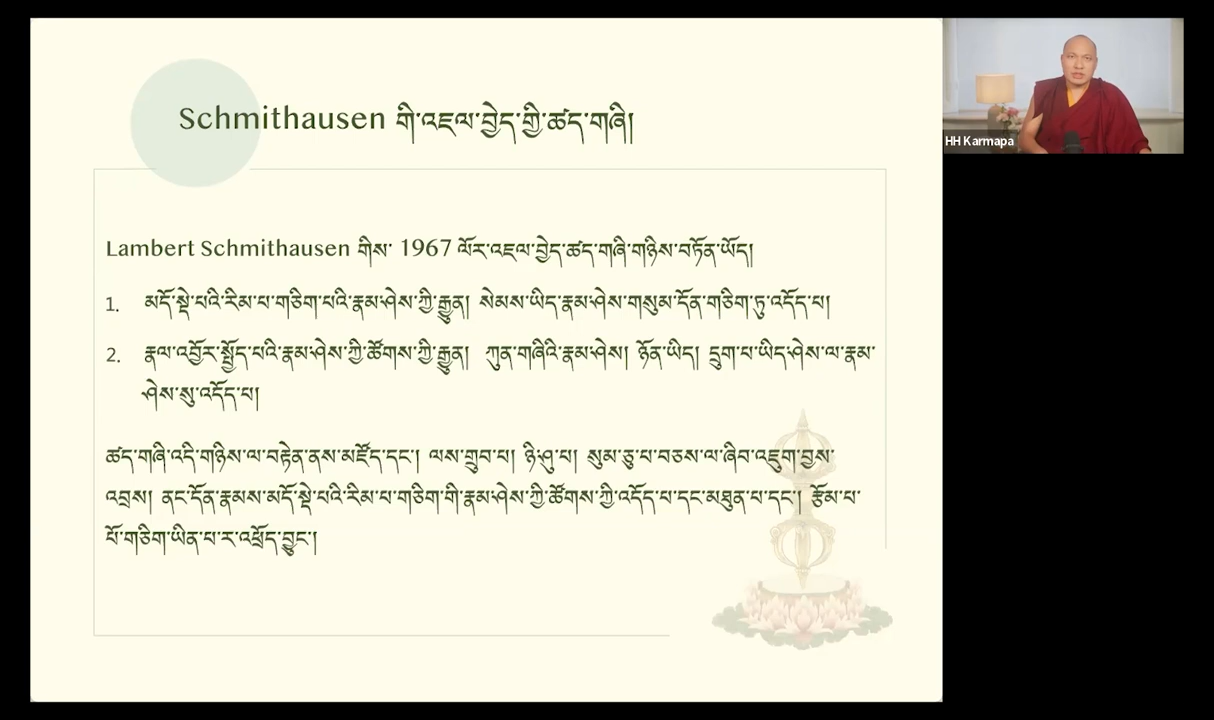 Schmithausen གི་འཇལ་བྱེད་ཀྱི་ཚད་གཞི།
HH Karmapa
Lambert Schmithausen གིས་ 1967 ལོར་འཇལ་བྱེད་ཚད་གཞི་གཉིས་བཏོན་ཡོད།
1. མདོ་སྡེ་པའི་རིམ་པ་གཅིག་པའི་རྣམ་ཤེས་ཀྱི་རྒྱུན། སེམས་ཡིད་རྣམ་ཤེས་གསུམ་དོན་གཅིག་ཏུ་འདོད་པ།
2. རྣལ་འབྱོར་སྤྱོད་པའི་རྣམ་ཤེས་ཀྱི་ཚོགས་ཀྱི་རྒྱུན། ཀུན་གཞིའི་རྣམ་ཤེས། ཉོན་ཡིད། དྲུག་པ་ཡིད་ཤེས་ལ་རྣམ་
ཤེས་སུ་འདོད་པ།
ཚད་གཞི་འདི་གཉིས་ལ་བརྟེན་ནས་མཛོད་དང་། ལས་གྲུབ་པ། ཉི་ཤུ་པ། སུམ་ཅུ་པ་བཅས་ལ་ཞིབ་འཇུག་བྱས་
འབྲས། ནང་དོན་རྣམས་མདོ་སྡེ་པའི་རིམ་པ་གཅིག་གི་རྣམ་ཤེས་ཀྱི་ཚོགས་ཀྱི་འདོད་པ་དང་མཐུན་པ་དང་། རྩོམ་པ་
པོ་གཅིག་ཡིན་པ་ར་འཕྲོད་བྱུང་།